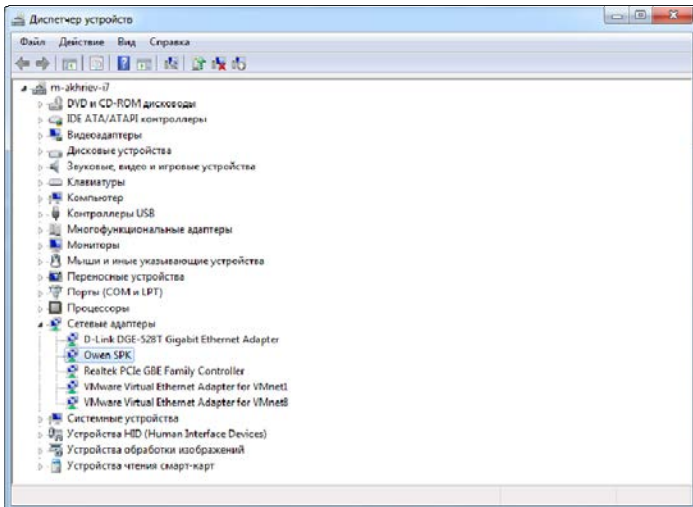 Диспетчер устройств
Файл Действие Вид Справка
m-akhriev-i7
DVD и CD-ROM дисководы
IDE ATA/ATAPI контроллеры
Видеоадаптеры
Дисковые устройства
Звуковые, видео и игровые устройства
Клавиатуры
Компьютер
Контроллеры USB
Многофункциональные адаптеры
Мониторы
Мыши и иные указывающие устройства
Переносные устройства
Порты (COM и LPT)
Процессоры
Сетевые адаптеры
D-Link DGE-528T Gigabit Ethernet Adapter
Owen SPK
Realtek PCIe GBE Family Controller
VMware Virtual Ethernet Adapter for VMnet1
VMware Virtual Ethernet Adapter for VMnet8
Системные устройства
Устройства HID (Human Interface Devices)
Устройства обработки изображений
Устройства чтения смарт-карт